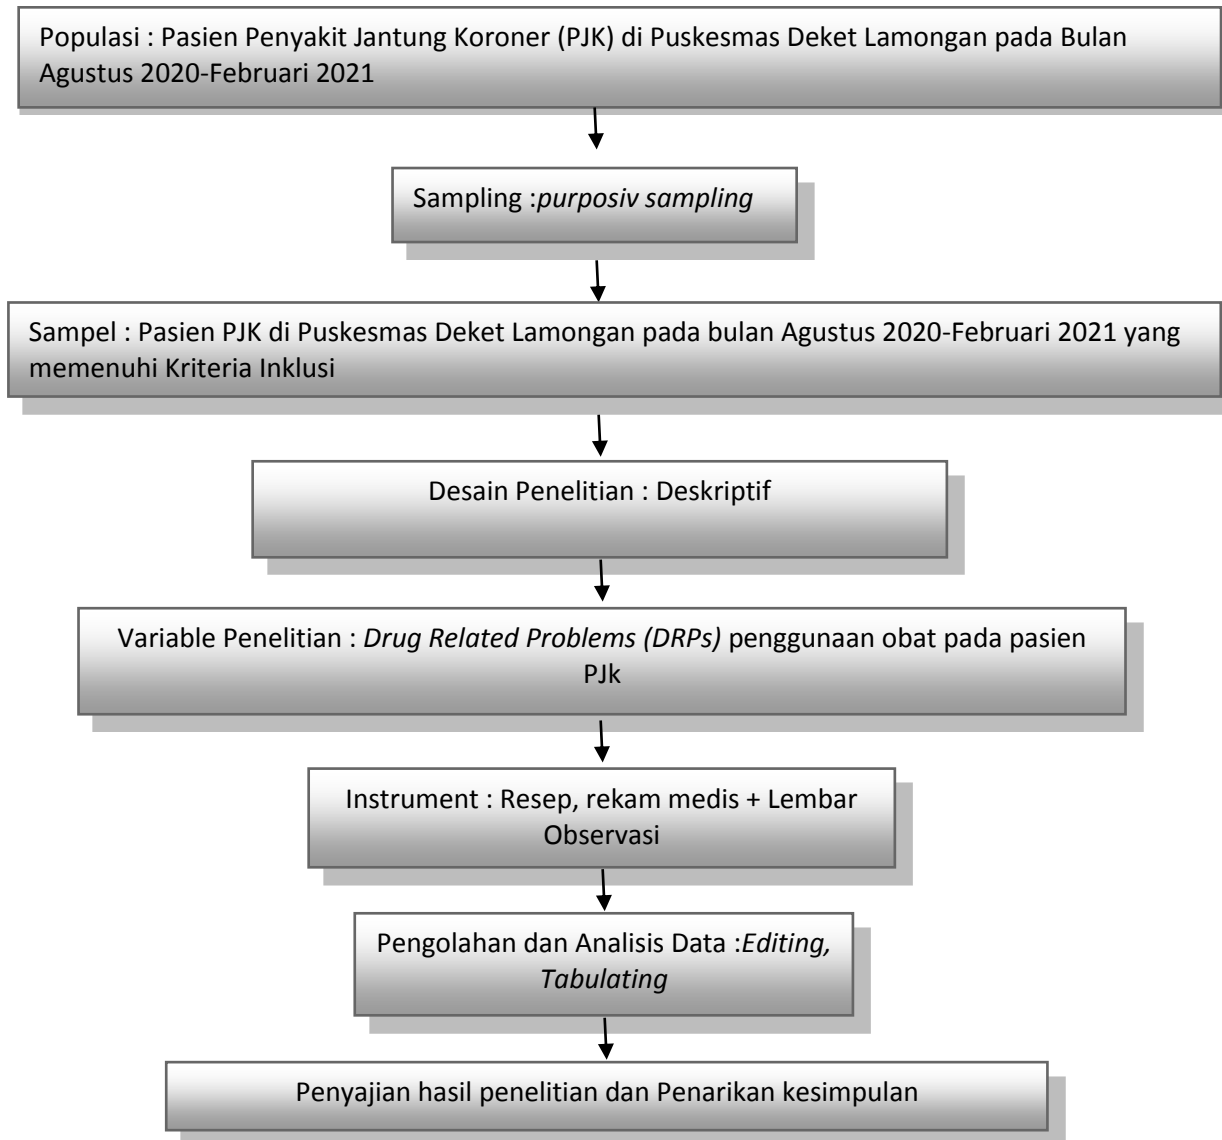 Populasi : Pasien Penyakit Jantung Koroner (PJK) di Puskesmas Deket Lamongan pada Bulan
Agustus 2020-Februari 2021
Sampling :purposiv sampling
Sampel : Pasien PJK di Puskesmas Deket Lamongan pada bulan Agustus 2020-Februari 2021 yang
memenuhi Kriteria Inklusi
Desain Penelitian : Deskriptif
Variable Penelitian : Drug Related Problems (DRPs) penggunaan obat pada pasien
PJk
Instrument : Resep, rekam medis + Lembar
Observasi
Pengolahan dan Analisis Data :Editing,
Tabulating
Penyajian hasil penelitian dan Penarikan kesimpulan